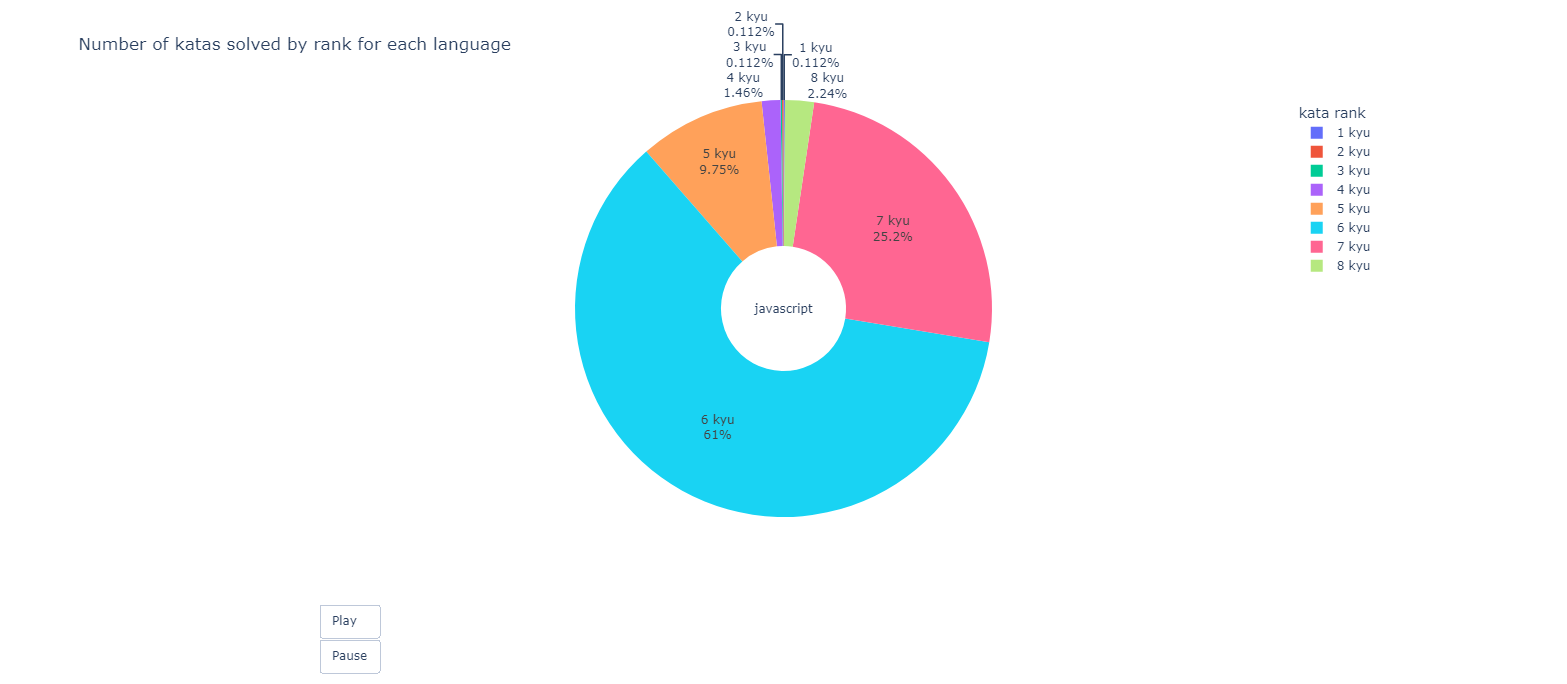 Number of katas solved by rank for each language
2 kyu
0.112%
3 kyu
0.112%
4 kyu
1.46%
1 kyu
0.112%
8 kyu
2.24%
5 kyu
9.75%
7 kyu
25.2%
javascript
6 kyu
61%
kata rank
1 kyu
2 kyu
3 kyu
4 kyu
5 kyu
6 kyu
7 kyu
8 kyu
Play
Pause